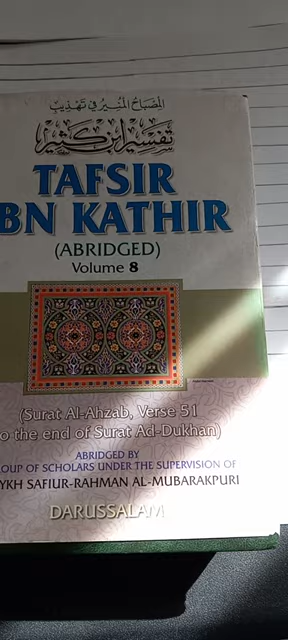 المصباح المنير في تهذيب
تفسير ابن كثير
TAFSIR
BN KATHIR
(ABRIDGED)
Volume 8
(Surat Al-Ahzab, Verse 51
o the end of Surat Ad-Dukhan)
ABRIDGED BY
ROUP OF SCHOLARS UNDER THE SUPERVISION OF
YKH SAFIUR-RAHMAN AL-MUBARAKPURI
DARUSSALAM